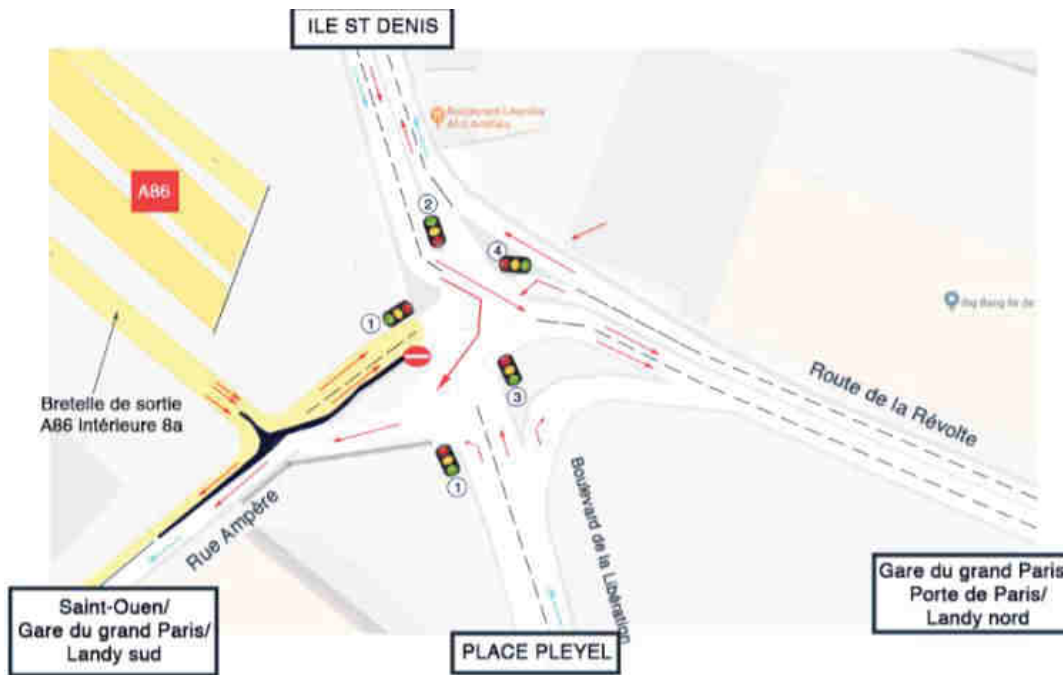 ILE ST DENIS
A86
2
4
1
Bretelle de sortie
A86 Intérieure 8a
3
1
Route de la Révolte
Rue Ampère
Boulevard de la Libération
Saint-Ouen/
Gare du grand Paris/
Landy sud
PLACE PLEYEL
Gare du grand Paris
Porte de Paris/
Landy nord